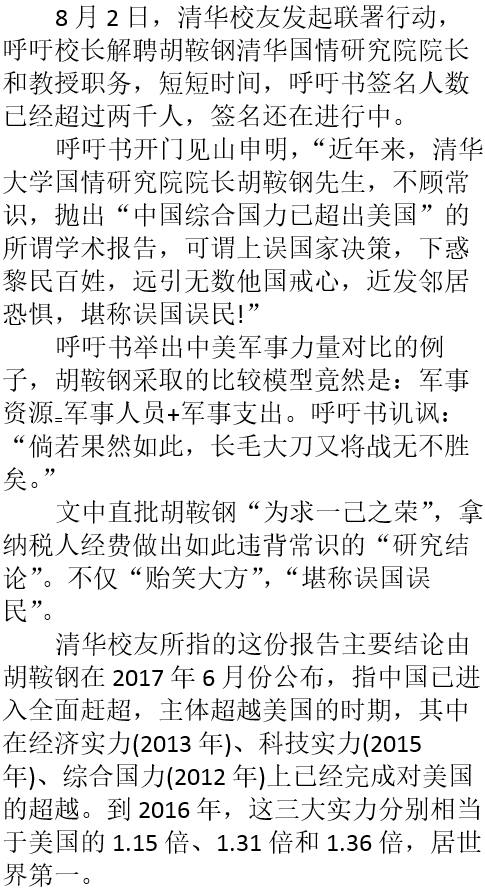 8 月 2 日，清华校友发起联署行动，
呼吁校长解聘胡鞍钢清华国情研究院院长
和教授职务，短短时间，呼吁书签名人数
已经超过两千人，签名还在进行中。
呼吁书开门见山申明，“近年来，清华
大学国情研究院院长胡鞍钢先生，不顾常
识，抛出“中国综合国力已超出美国”的
所谓学术报告，可谓上误国家决策，下惑
黎民百姓，远引无数他国戒心，近发邻居
恐惧，堪称误国误民!”
呼吁书举出中美军事力量对比的例
子，胡鞍钢采取的比较模型竟然是：军事
资源=军事人员+军事支出。呼吁书讥讽：
“倘若果然如此，长毛大刀又将战无不胜
矣。”
文中直批胡鞍钢“为求一己之荣”，拿
纳税人经费做出如此违背常识的“研究结
论”。不仅“贻笑大方”，“堪称误国误
民”。
清华校友所指的这份报告主要结论由
胡鞍钢在 2017 年 6 月份公布，指中国已进
入全面赶超，主体超越美国的时期，其中
在经济实力(2013 年)、科技实力(2015
年)、综合国力(2012 年)上已经完成对美国
的超越。到 2016 年，这三大实力分别相当
于美国的 1.15 倍、1.31 倍和 1.36 倍，居世
界第一。